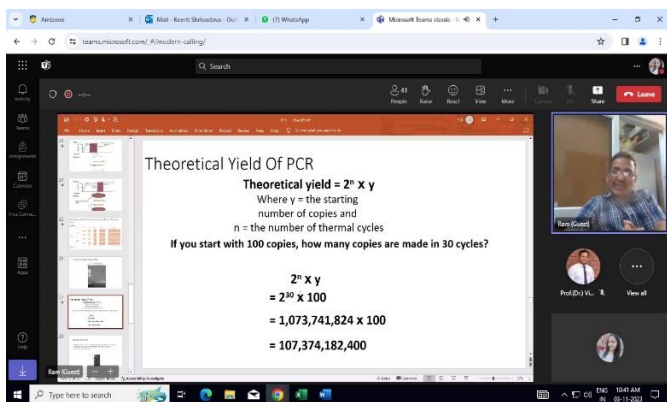 Amizone
Mail - Keerti Shrivastava - Out
(1) WhatsApp
Microsoft Teams classic
teams.microsoft.com/_#/modern-calling/
Search
Activity
Teams
Assignments
Calendar
Apps
Help
41
People
Raise
React
View
More
Camera
Mic
Share
Leave
Theoretical Yield Of PCR
Theoretical yield = 2ⁿ x y
Where y = the starting
number of copies and
n = the number of thermal cycles
If you start with 100 copies, how many copies are made in 30 cycles?
2ⁿ x y
= 2³⁰ x 100
= 1,073,741,824 x 100
= 107,374,182,400
Ram (Guest)
Ram (Guest)
Prof.(Dr.) Vi...
View all
Type here to search
ENG
IN
10:41 AM
03-11-2023